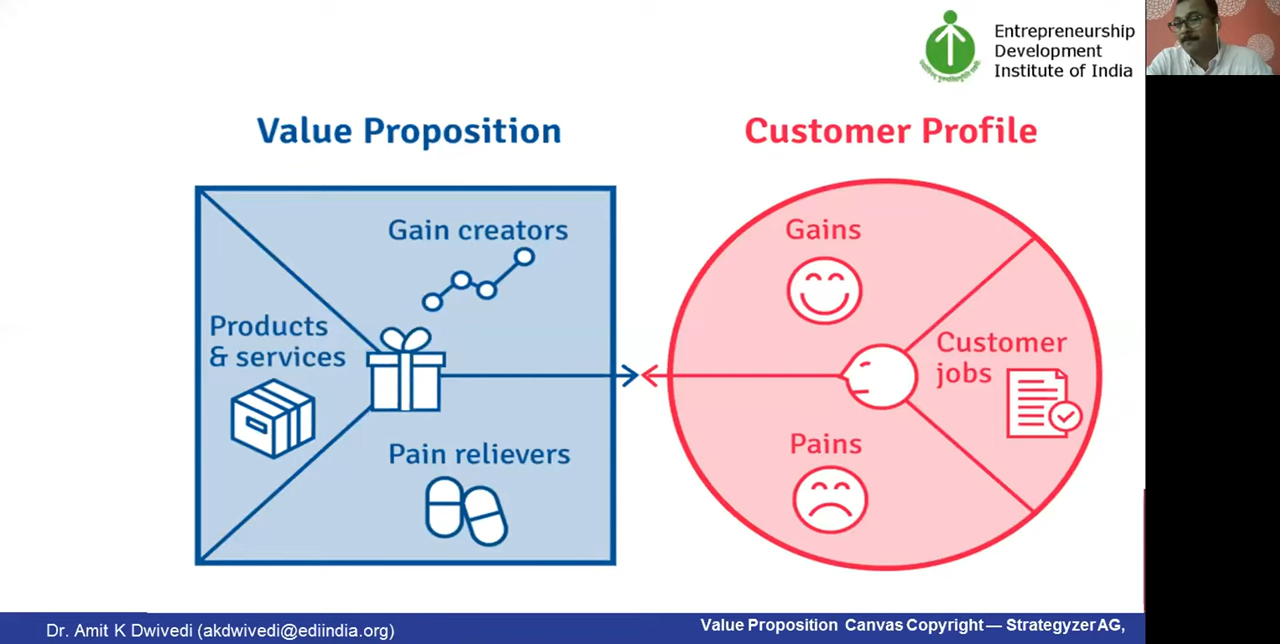 Entrepreneurship
Development
Institute of India
Value Proposition
Customer Profile
Gain creators
Products
& services
Pain relievers
Gains
Customer
jobs
Pains
Dr. Amit K Dwivedi (akdwivedi@ediindia.org)
Value Proposition Canvas Copyright — Strategyzer AG,